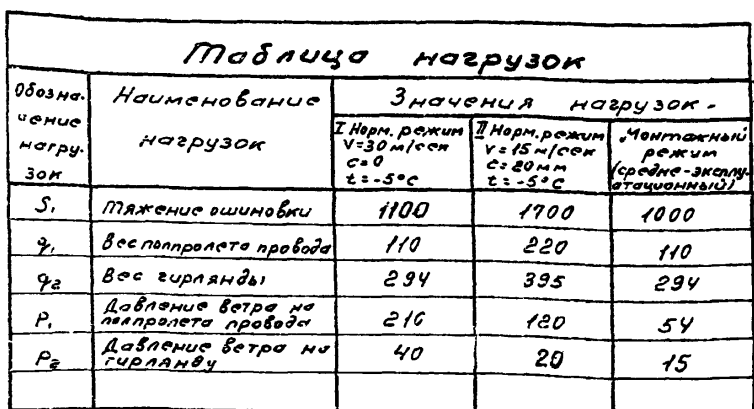 Таблица нагрузок
Обозна-
чение
нагру-
зок
Наименование
нагрузок
Значения нагрузок -
I Норм. режим
V=30 м/сек
C=0
t=-5°C
II Норм. режим
V=15 м/сек
C=20 мм
t=-5°C
Монтажный
режим
(средне-эксплу-
атационный)
S₁ Тяжение ошиновки 1100 1700 1000
q₁ Вес полпролета провода 110 220 110
q₂ Вес гирлянды 294 395 294
P₁ Давление ветра на
полпролета провода 216 120 54
P₂ Давление ветра на
гирлянду 40 20 15